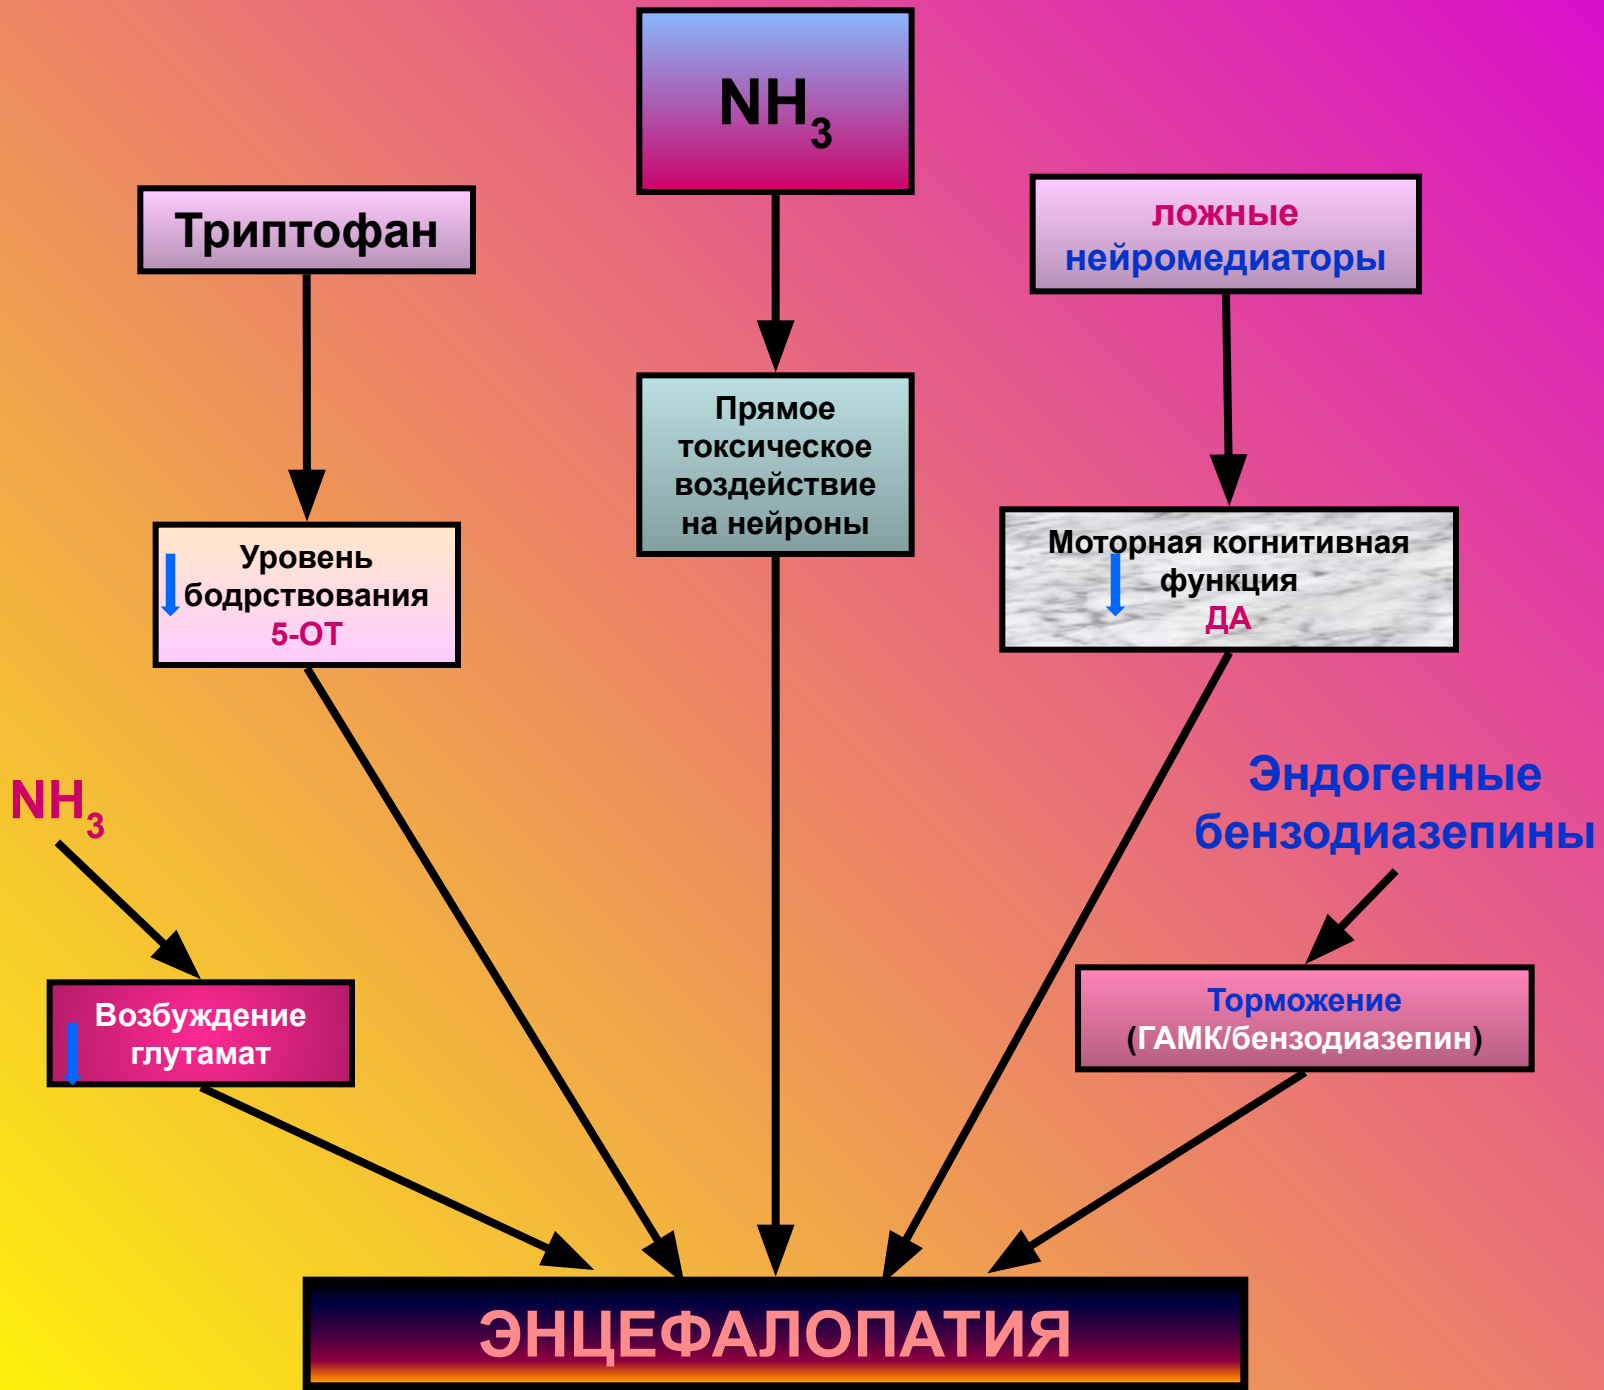 NH3
Триптофан
ложные
нейромедиаторы
Прямое
токсическое
воздействие
на нейроны
Уровень
бодрствования
5-ОТ
Моторная когнитивная
функция
ДА
NH3
Эндогенные
бензодиазепины
Возбуждение
глутамат
Торможение
(ГАМК/бензодиазепин)
ЭНЦЕФАЛОПАТИЯ